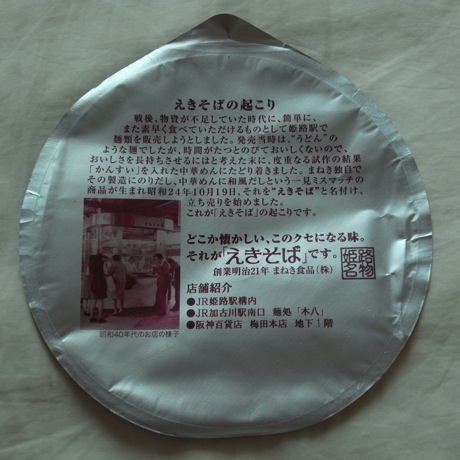 えきそばの起こり
戦後、物資が不足していた時代に、簡単に、
また素早く食べていただけるものとして姫路駅で
麺類を販売しようとしました。発売当時は、"うどん"の
ような麺でしたが、時間がたつとのびておいしくないので、
おいしさを長持ちさせるにはと考えた末に、度重なる試作の結果
「かんすい」を入れた中華めんにたどり着きました。まねき独自で
その製造にのりだし、中華めんに和風だしという一見ミスマッチの
商品が生まれ昭和24年10月19日、それを"えきそば"と名付け、
立ち売りを始めました。
これが「えきそば」の起こりです。
どこか懐かしい、このクセになる味。
それが「えきそば」です。
姫路名物
創業明治21年 まねき食品(株)
店舗紹介
●JR姫路駅構内
●JR加古川駅南口 麺処「木八」
●阪神百貨店 梅田本店 地下1階
昭和40年代のお店の様子